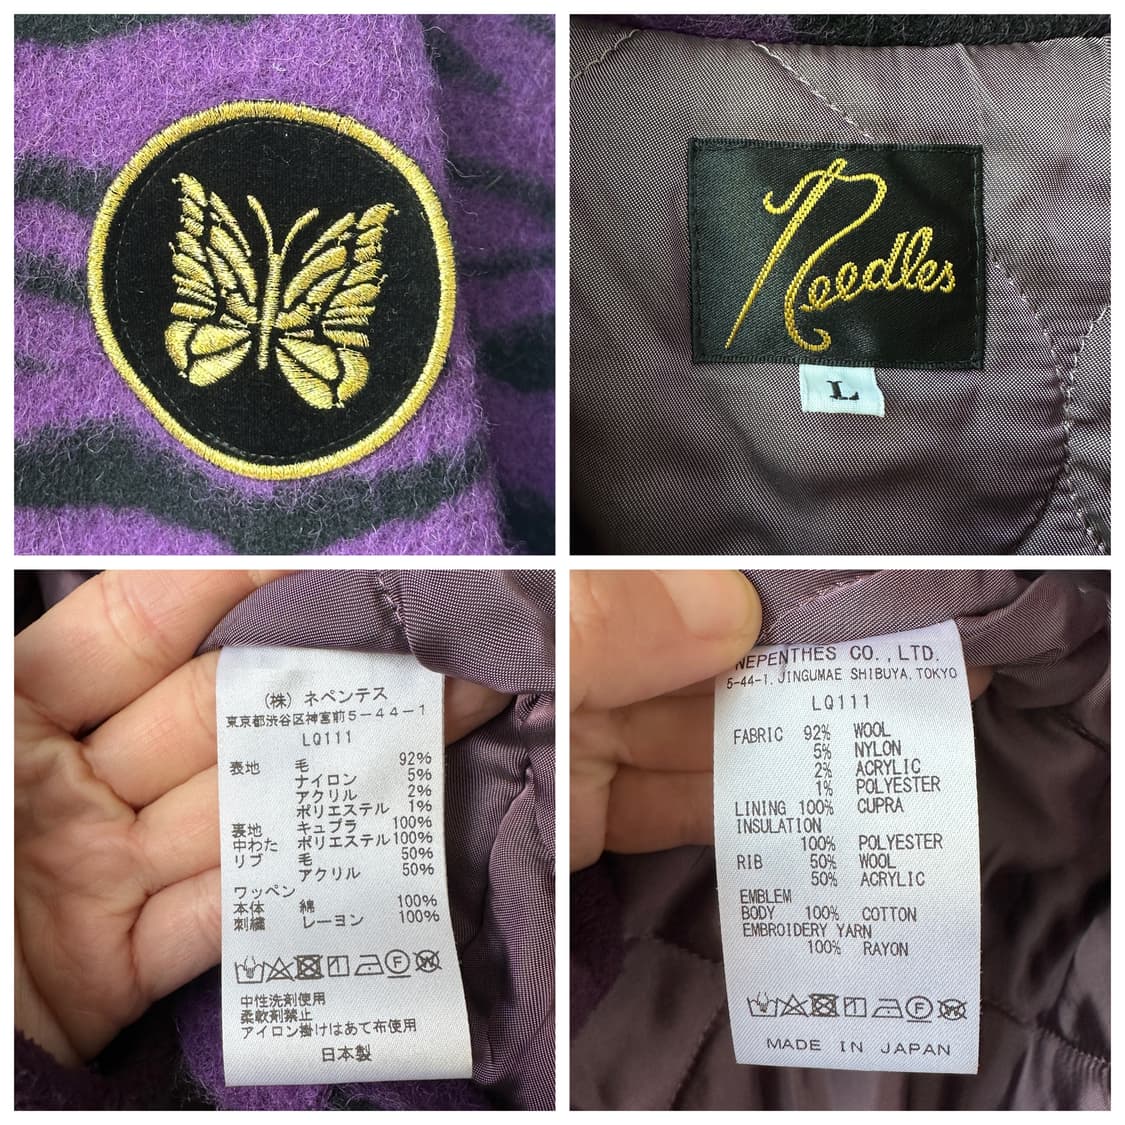 Needles
L
(株) ネペンテス
東京都渋谷区神宮前5-44-1
LQ111
表地 毛 92%
ナイロン 5%
アクリル 2%
ポリエステル 1%
裏地 キュプラ 100%
中わた ポリエステル 100%
リブ 毛 50%
アクリル 50%
ワッペン
本体 綿 100%
刺繍 レーヨン 100%
中性洗剤使用
柔軟剤禁止
アイロン掛けはあて布使用
日本製
NEPENTHES CO.,LTD.
5-44-1, JINGUMAE SHIBUYA, TOKYO
LQ111
FABRIC 92% WOOL
5% NYLON
2% ACRYLIC
1% POLYESTER
LINING 100% CUPRA
INSULATION
100% POLYESTER
RIB 50% WOOL
50% ACRYLIC
EMBLEM
BODY 100% COTTON
EMBROIDERY YARN
100% RAYON
MADE IN JAPAN